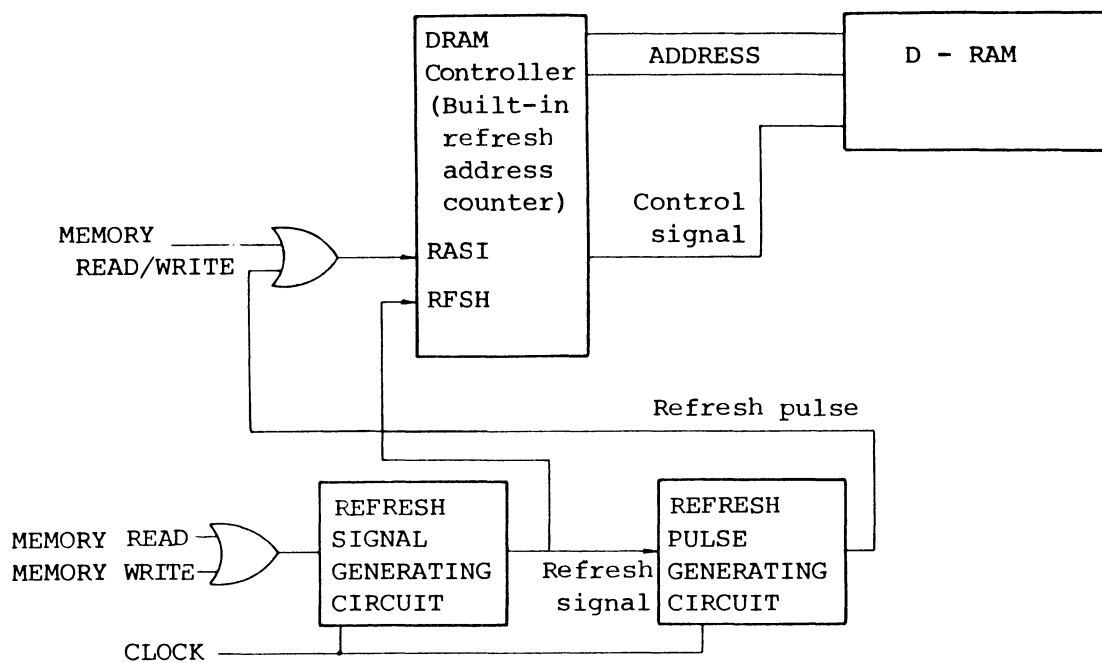 DRAM
Controller
(Built-in
refresh
address
counter)
RASI
RFSH
ADDRESS
D - RAM
Control
signal
MEMORY
READ/WRITE
Refresh pulse
MEMORY READ
MEMORY WRITE
REFRESH
SIGNAL
GENERATING
CIRCUIT
Refresh
signal
REFRESH
PULSE
GENERATING
CIRCUIT
CLOCK